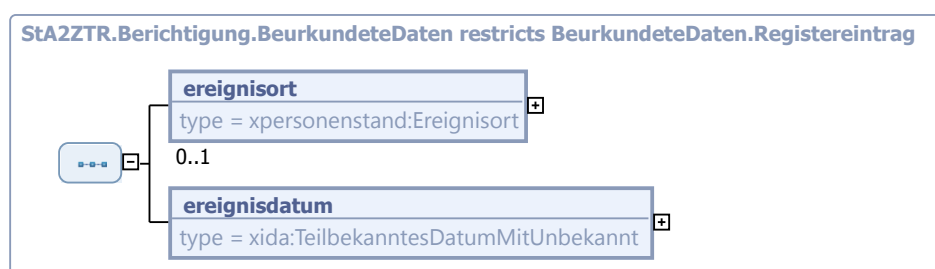 StA2ZTR.Berichtigung.BeurkundeteDaten restricts BeurkundeteDaten.Registereintrag
ereignisort
type = xpersonenstand:Ereignisort
0..1
ereignisdatum
type = xida:TeilbekanntesDatumMitUnbekannt